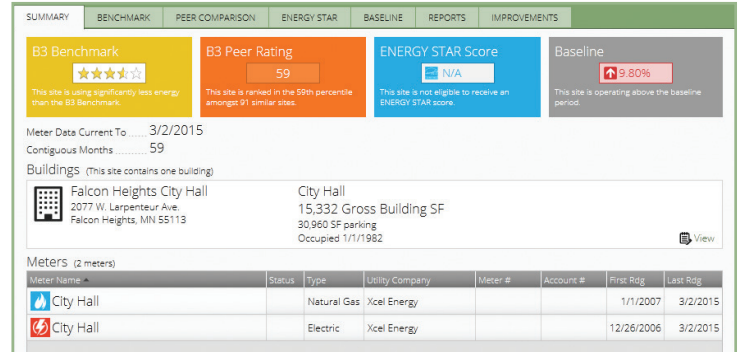 SUMMARY BENCHMARK PEER COMPARISON ENERGY STAR BASELINE REPORTS IMPROVEMENTS
B3 Benchmark
This site is using significantly less energy
than the B3 Benchmark.
B3 Peer Rating
59
This site is ranked in the 59th percentile
amongst 91 similar sites.
ENERGY STAR Score
N/A
This site is not eligible to receive an
ENERGY STAR score.
Baseline
9.80%
This site is operating above the baseline
period.
Meter Data Current To ..... 3/2/2015
Contiguous Months .......... 59
Buildings (This site contains one building)
Falcon Heights City Hall
2077 W. Larpenteur Ave.
Falcon Heights, MN 55113
City Hall
15,332 Gross Building SF
30,960 SF parking
Occupied 1/1/1982
View
Meters (2 meters)
Meter Name Status Type Utility Company Meter # Account # First Rdg Last Rdg
City Hall Natural Gas Xcel Energy 1/1/2007 3/2/2015
City Hall Electric Xcel Energy 12/26/2006 3/2/2015